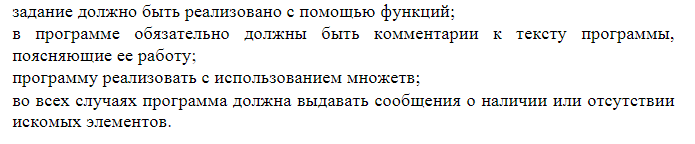 задание должно быть реализовано с помощью функций;
в программе обязательно должны быть комментарии к тексту программы,
поясняющие ее работу;
программу реализовать с использованием множетв;
во всех случаях программа должна выдавать сообщения о наличии или отсутствии
искомых элементов.